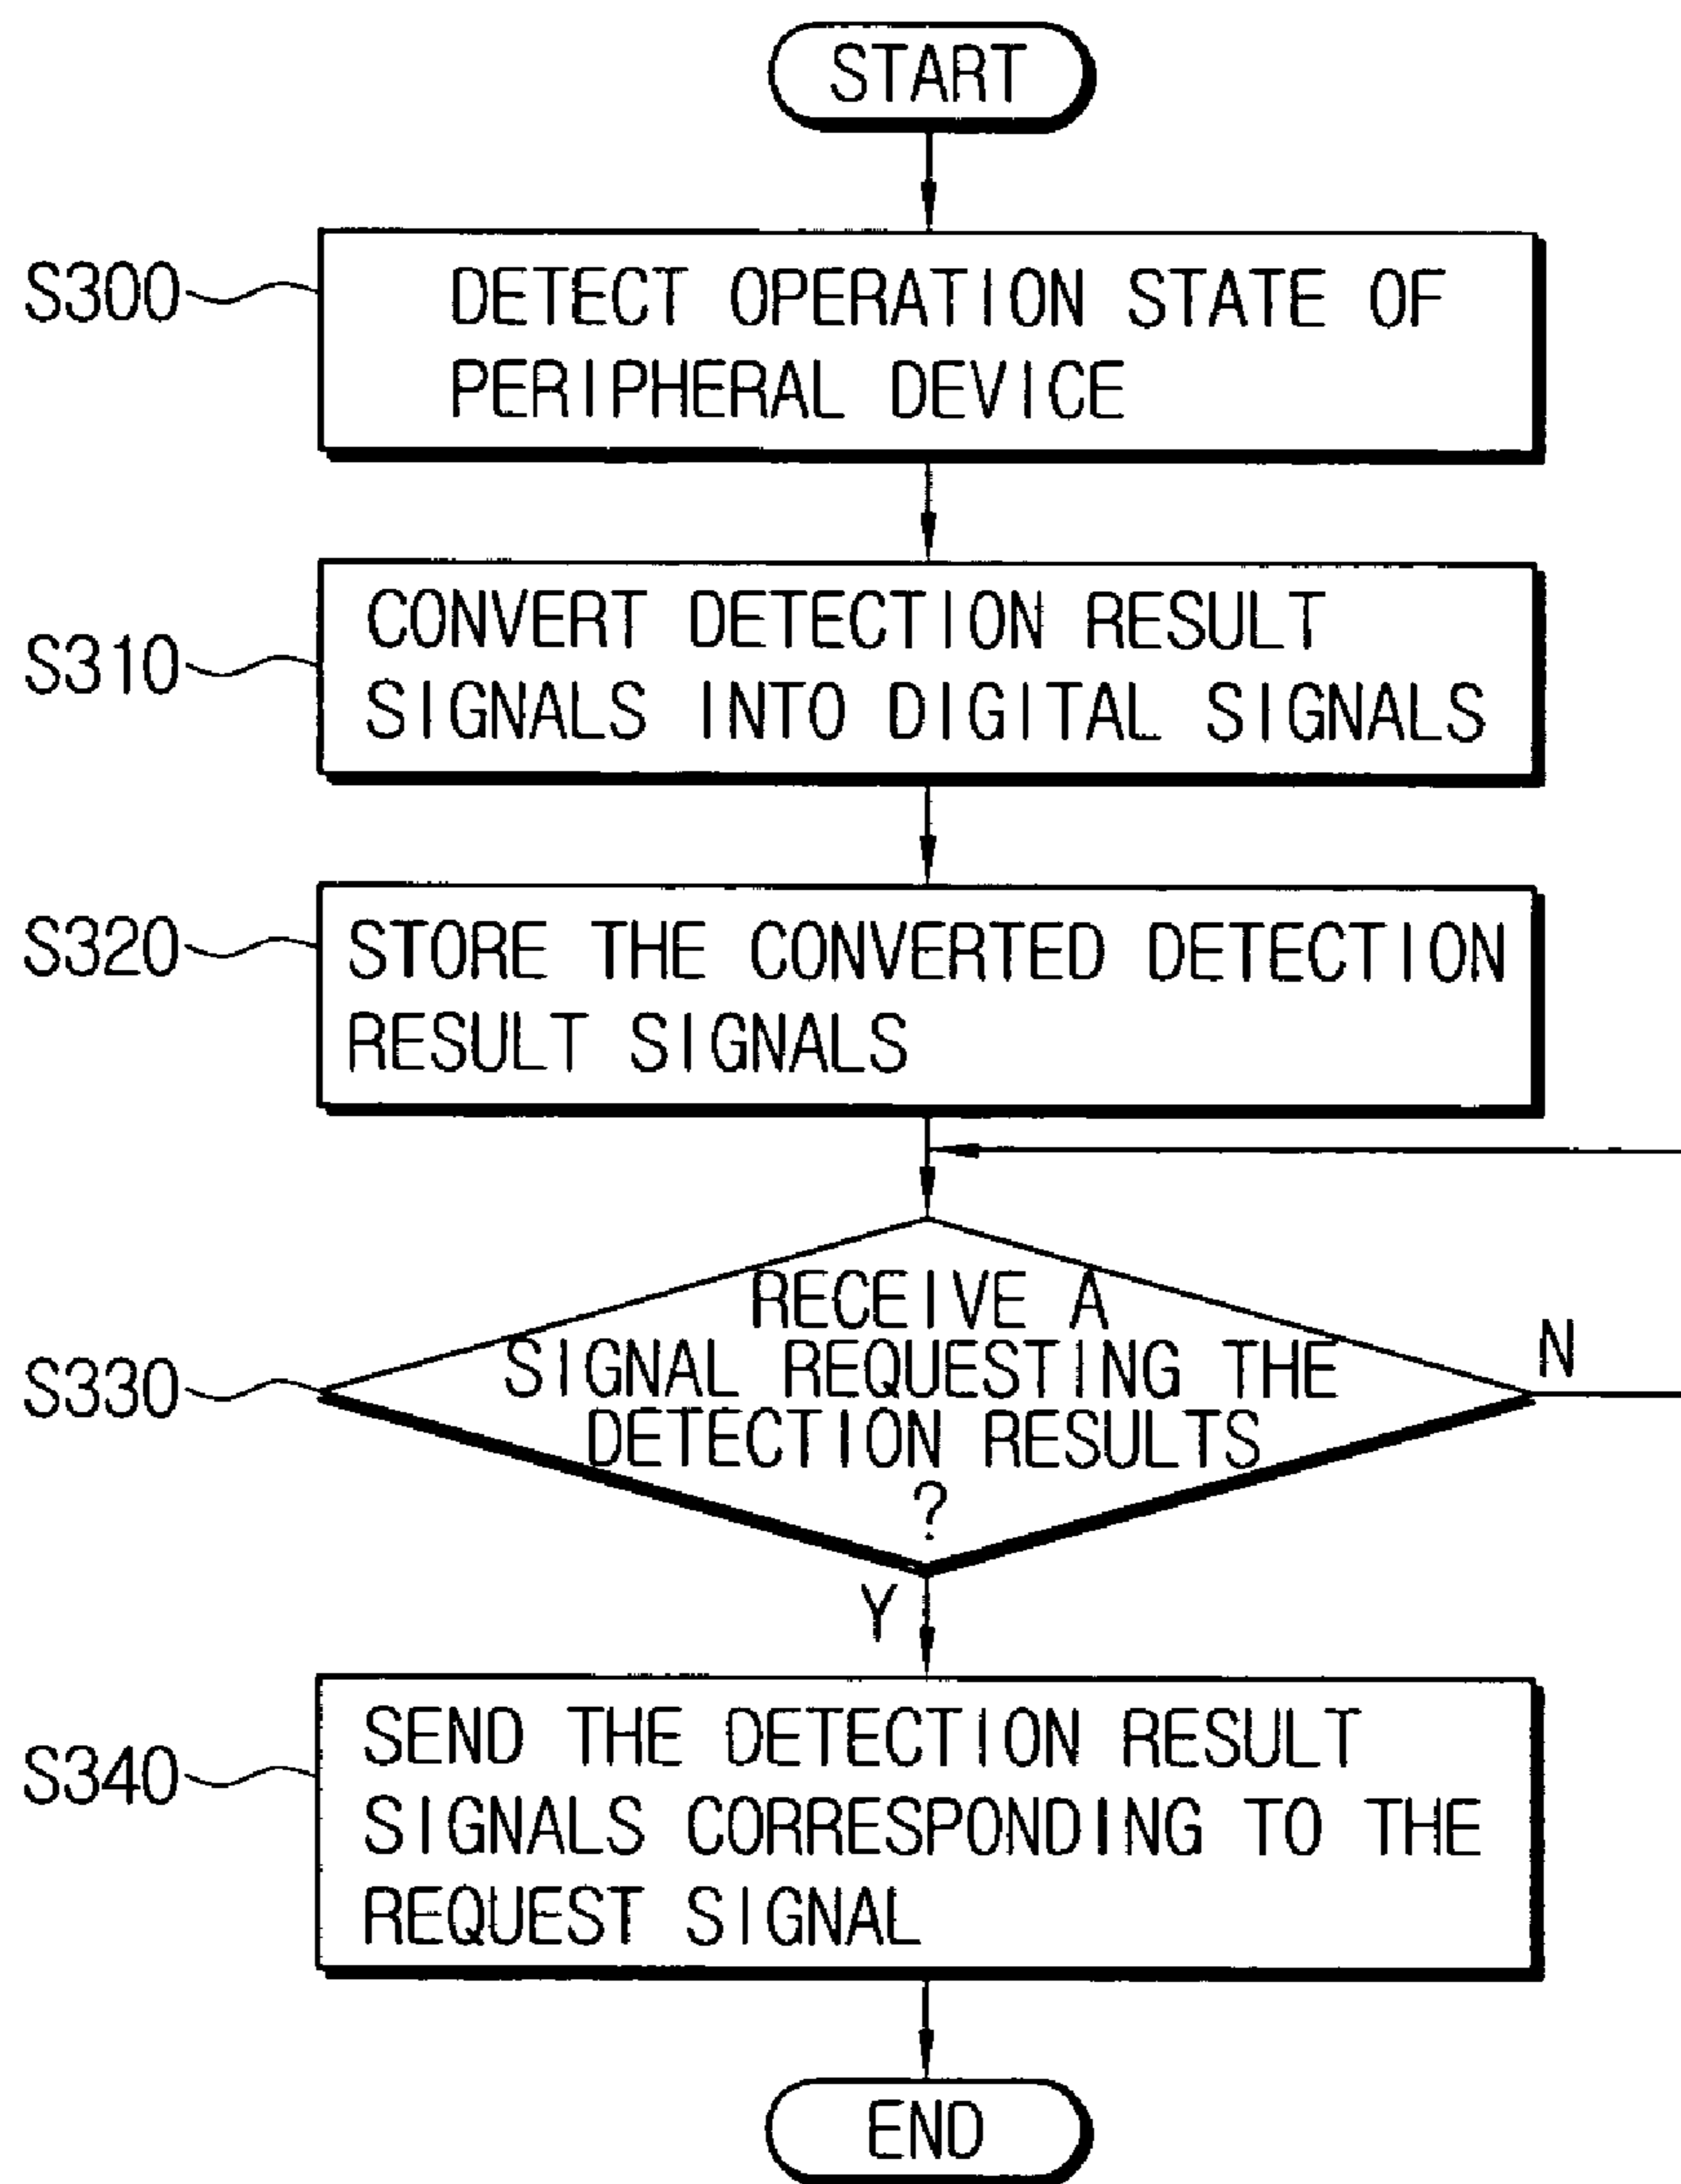 START
S300
DETECT OPERATION STATE OF
PERIPHERAL DEVICE
S310
CONVERT DETECTION RESULT
SIGNALS INTO DIGITAL SIGNALS
S320
STORE THE CONVERTED DETECTION
RESULT SIGNALS
S330
RECEIVE A
SIGNAL REQUESTING THE
DETECTION RESULTS
?
N
Y
S340
SEND THE DETECTION RESULT
SIGNALS CORRESPONDING TO THE
REQUEST SIGNAL
END